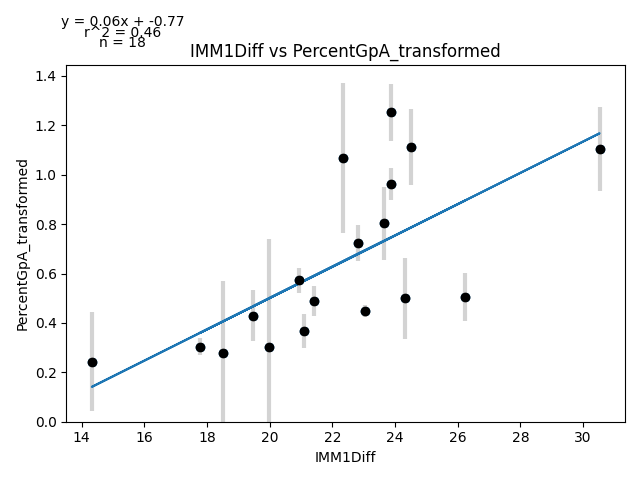 y = 0.06x + -0.77
r^2 = 0.46
n = 18
IMM1Diff vs PercentGpA_transformed
1.4
1.2
1.0
0.8
0.6
0.4
0.2
0.0
PercentGpA_transformed
14 16 18 20 22 24 26 28 30
IMM1Diff